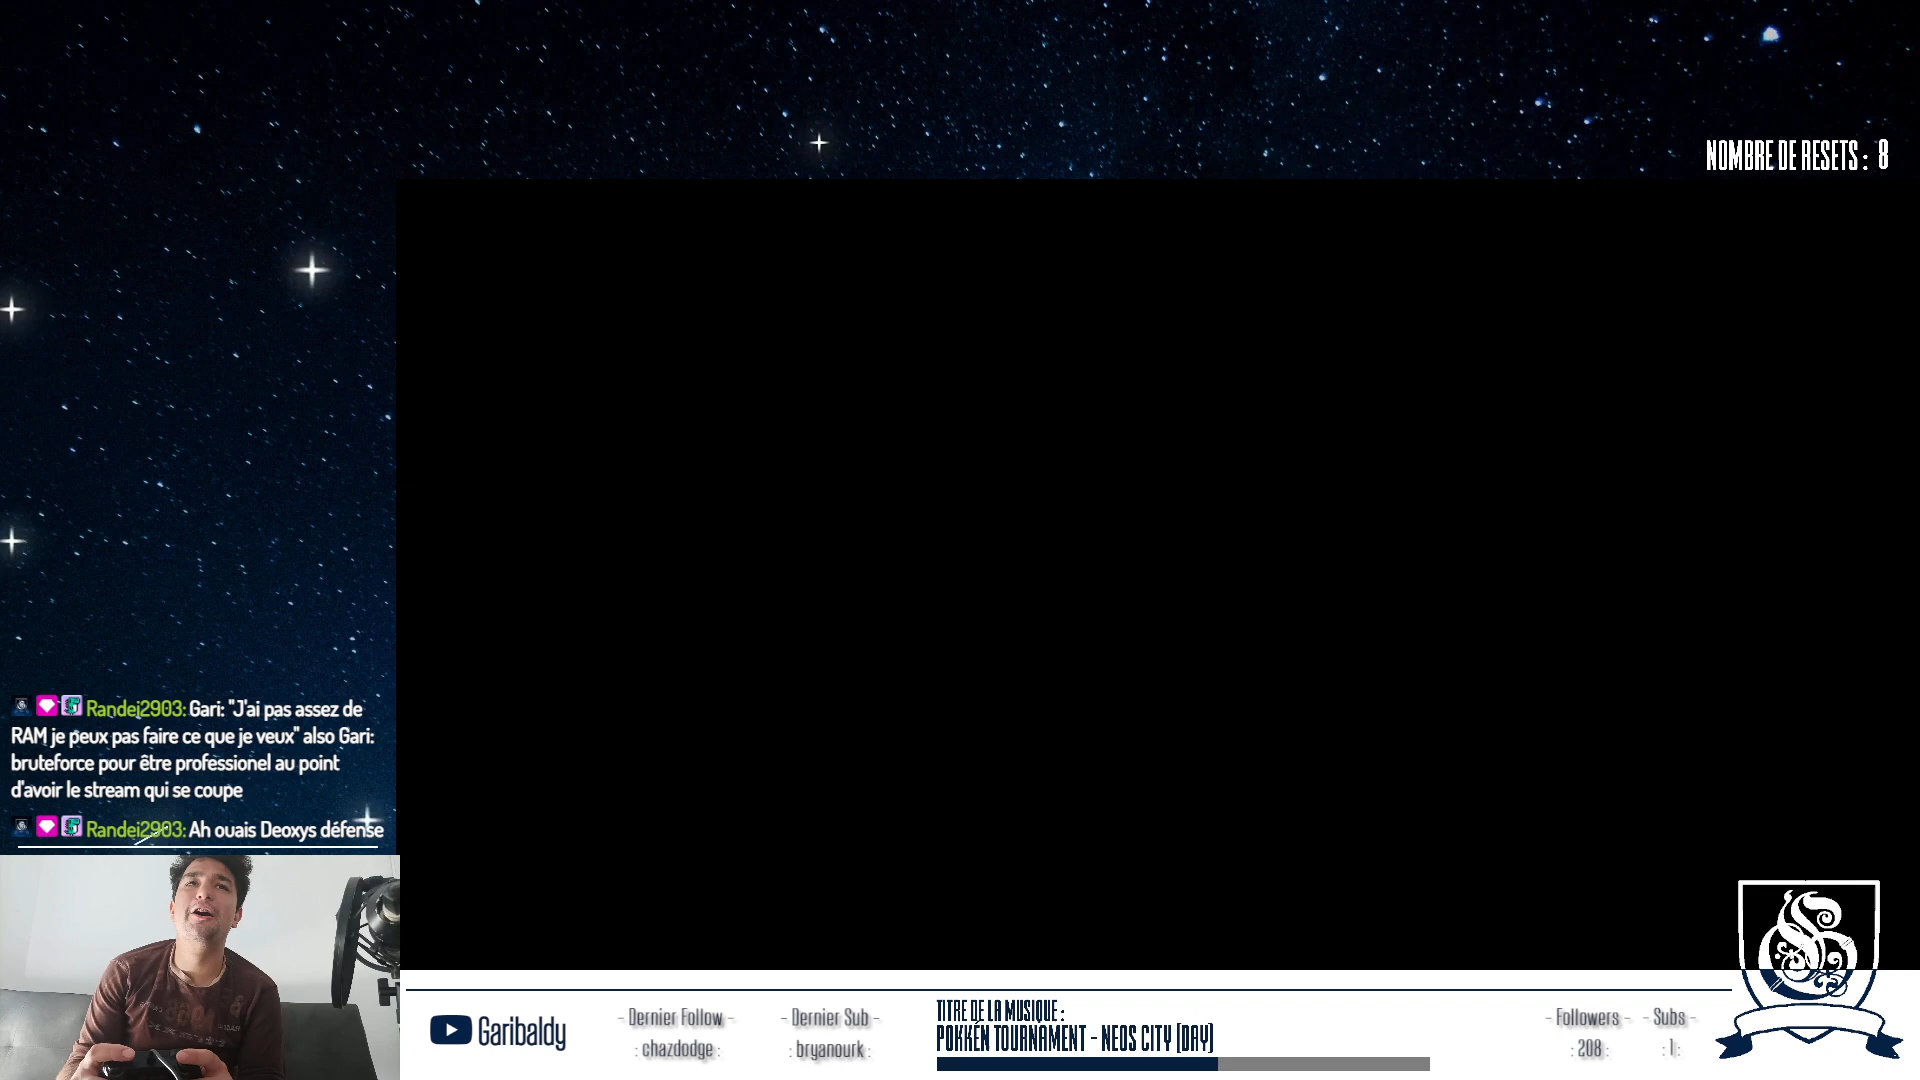 NOMBRE DE RESETS : 8
Randei2903: Gari: "J'ai pas assez de
RAM je peux pas faire ce que je veux" also Gari:
bruteforce pour être professionel au point
d'avoir le stream qui se coupe
Randei2903: Ah ouais Deoxys défense
Garibaldy
- Dernier Follow -
: chazdodge :
- Dernier Sub -
: bryanourk :
TITRE DE LA MUSIQUE :
POKKÉN TOURNAMENT - NEOS CITY (DAY)
- Followers -
: 208 :
- Subs -
: 1 :